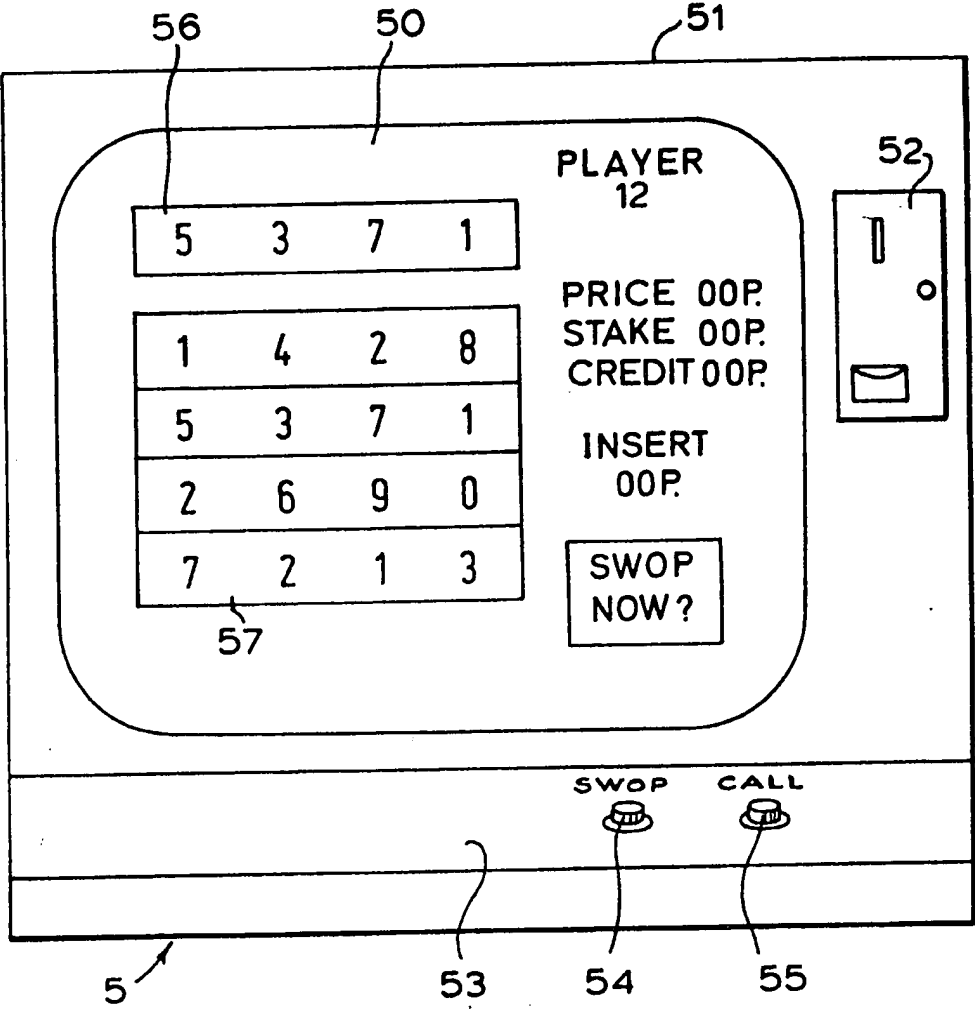 56
50
51
52
PLAYER
12
5 3 7 1
PRICE 00P.
STAKE 00P.
CREDIT 00P.
1 4 2 8
5 3 7 1
2 6 9 0
7 2 1 3
INSERT
00P.
SWOP
NOW?
57
SWOP CALL
5
53
54
55